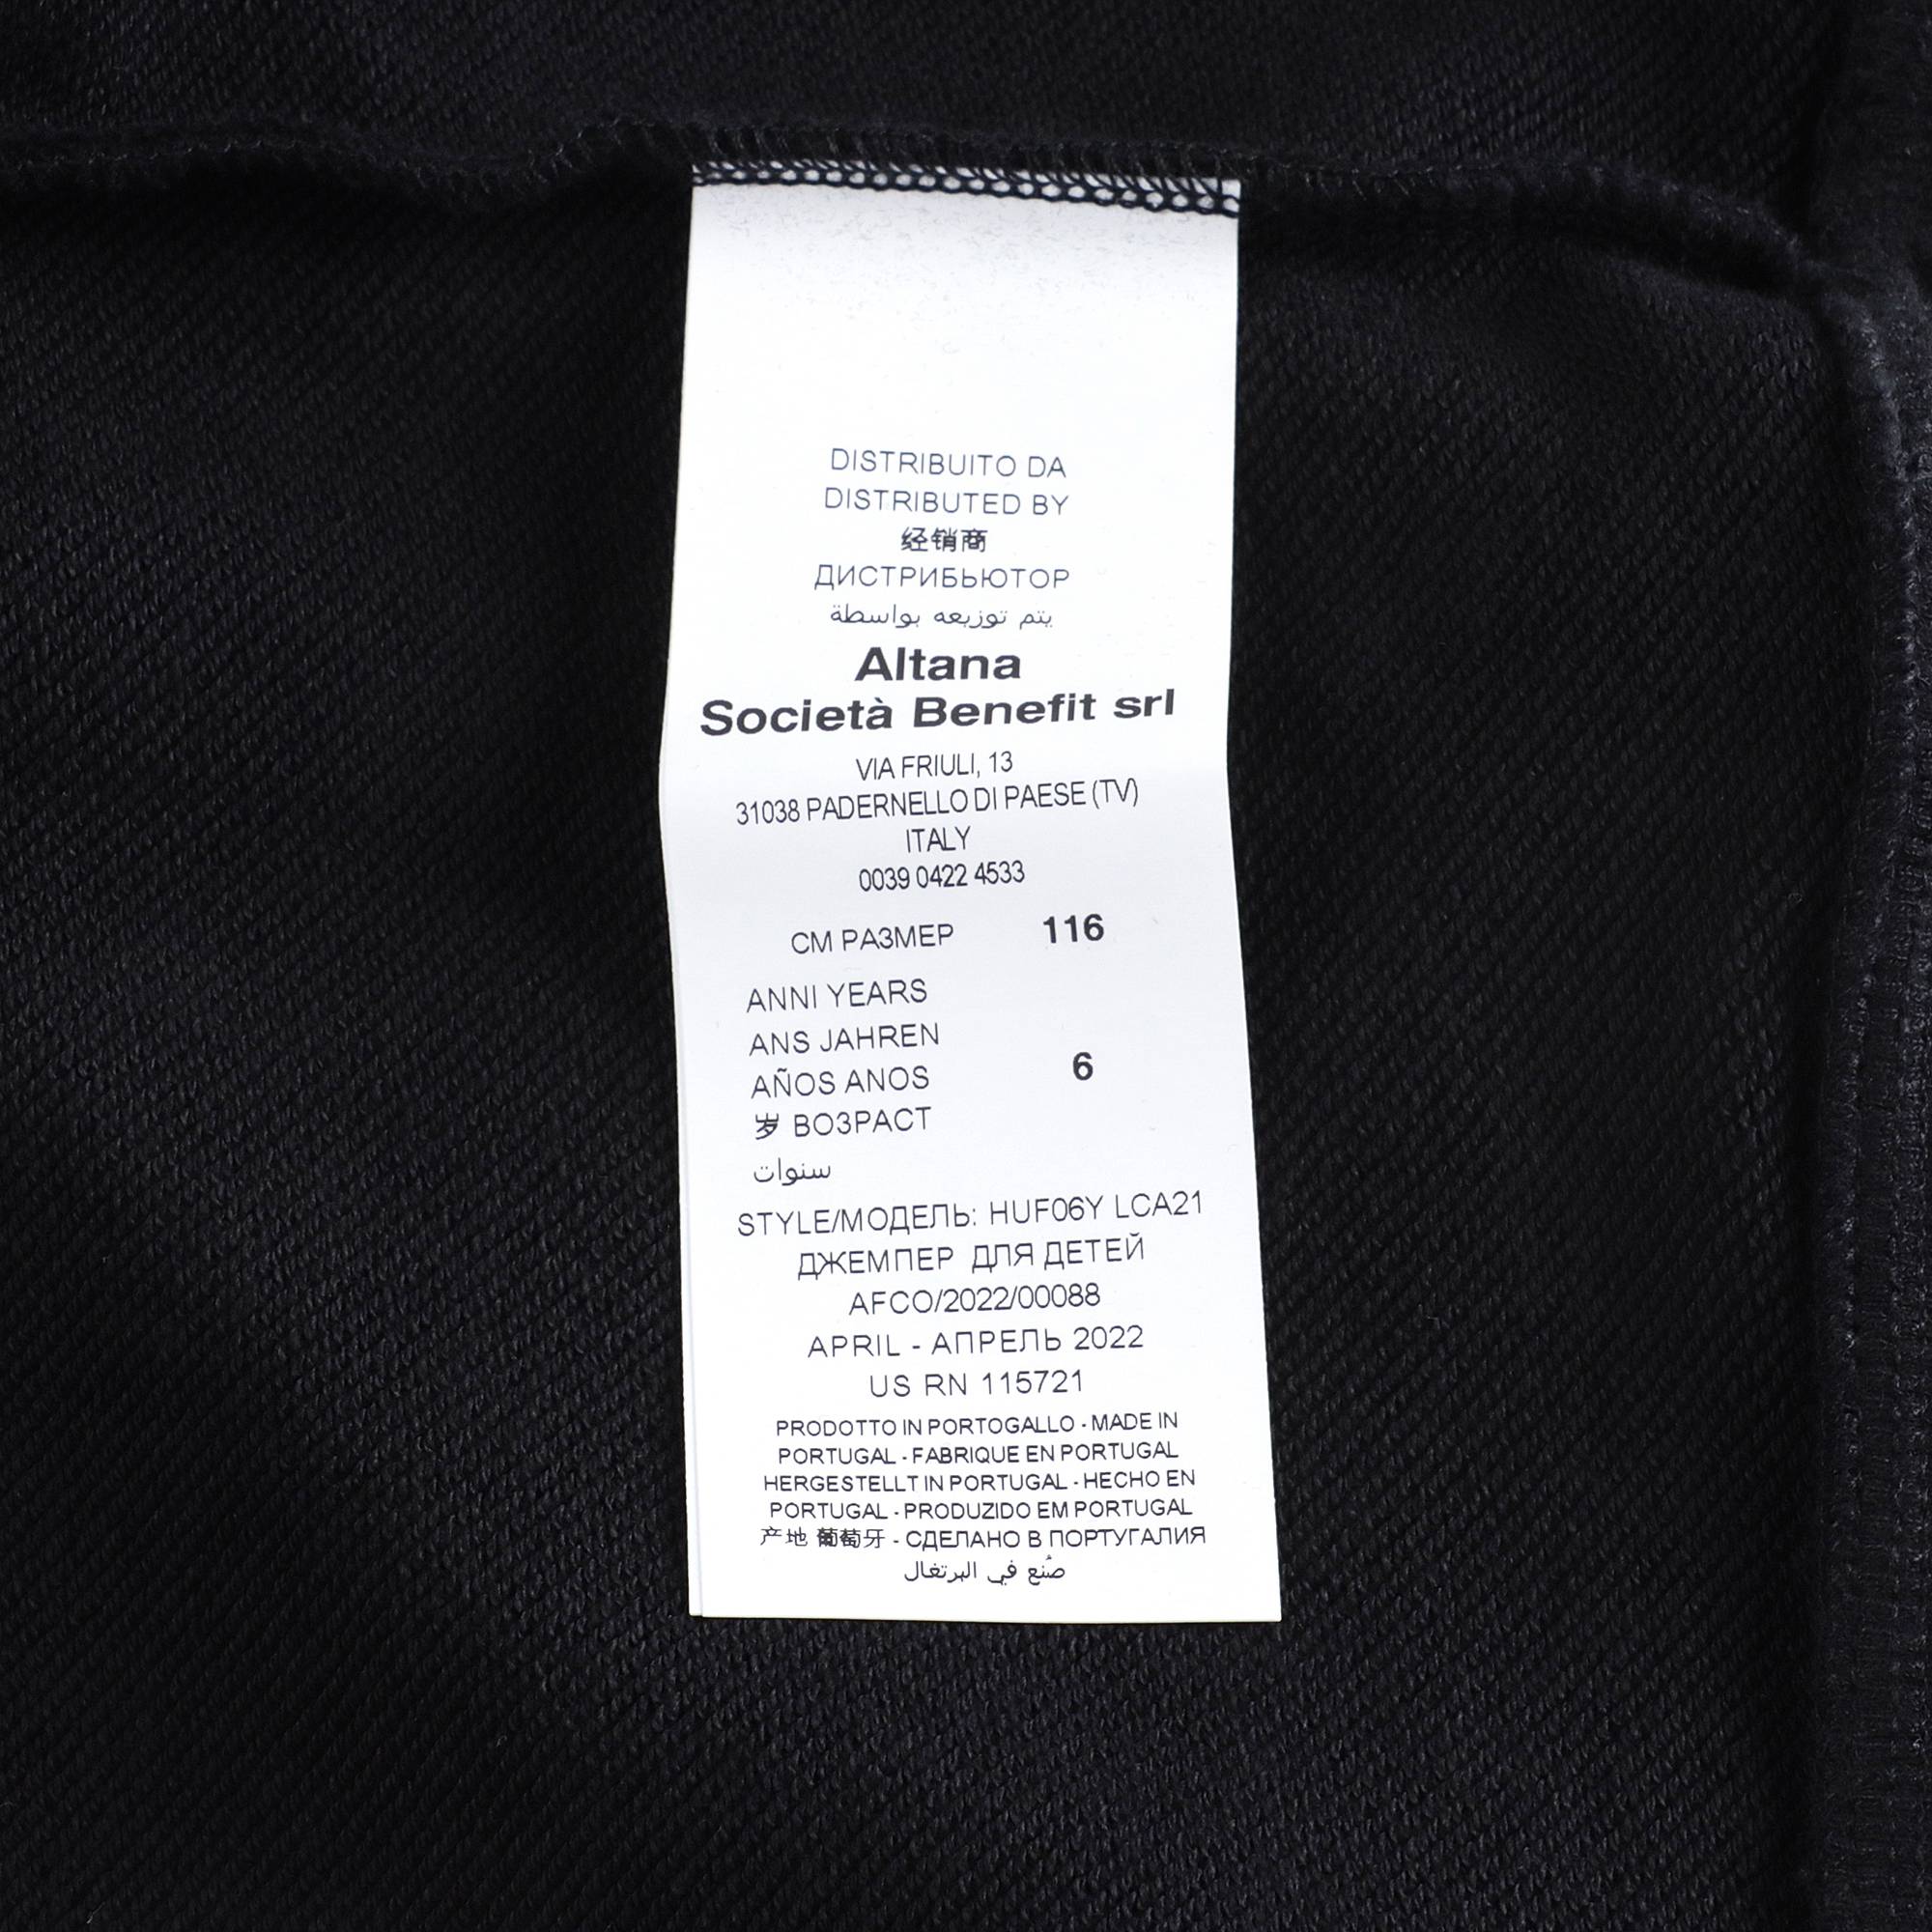 DISTRIBUITO DA
DISTRIBUTED BY
经销商
ДИСТРИБЬЮТОР
يتم توزيعه بواسطة
Altana
Società Benefit srl
VIA FRIULI, 13
31038 PADERNELLO DI PAESE (TV)
ITALY
0039 0422 4533
СМ РАЗМЕР 116
ANNI YEARS
ANS JAHREN
AÑOS ANOS 6
岁 ВОЗРАСТ
سنوات
STYLE/МОДЕЛЬ: HUF06Y LCA21
ДЖЕМПЕР ДЛЯ ДЕТЕЙ
AFCO/2022/00088
APRIL - АПРЕЛЬ 2022
US RN 115721
PRODOTTO IN PORTOGALLO - MADE IN
PORTUGAL - FABRIQUE EN PORTUGAL
HERGESTELLT IN PORTUGAL - HECHO EN
PORTUGAL - PRODUZIDO EM PORTUGAL
产地 葡萄牙 - СДЕЛАНО В ПОРТУГАЛИЯ
صُنع في البرتغال